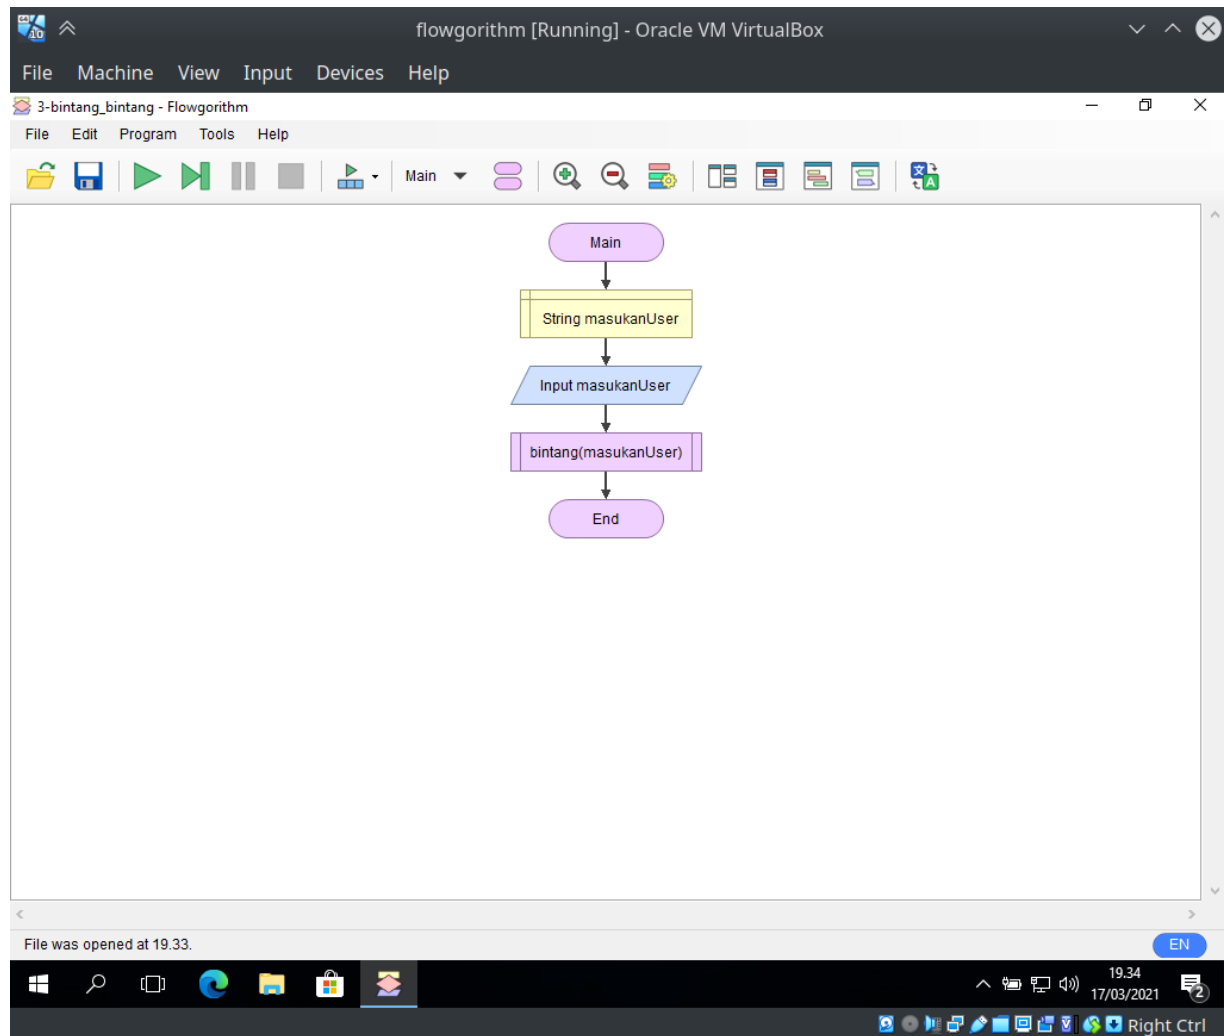 flowgorithm [Running] - Oracle VM VirtualBox
File Machine View Input Devices Help
3-bintang_bintang - Flowgorithm
File Edit Program Tools Help
Main
Main
String masukanUser
Input masukanUser
bintang(masukanUser)
End
File was opened at 19.33.
EN
19.34
17/03/2021
2
Right Ctrl